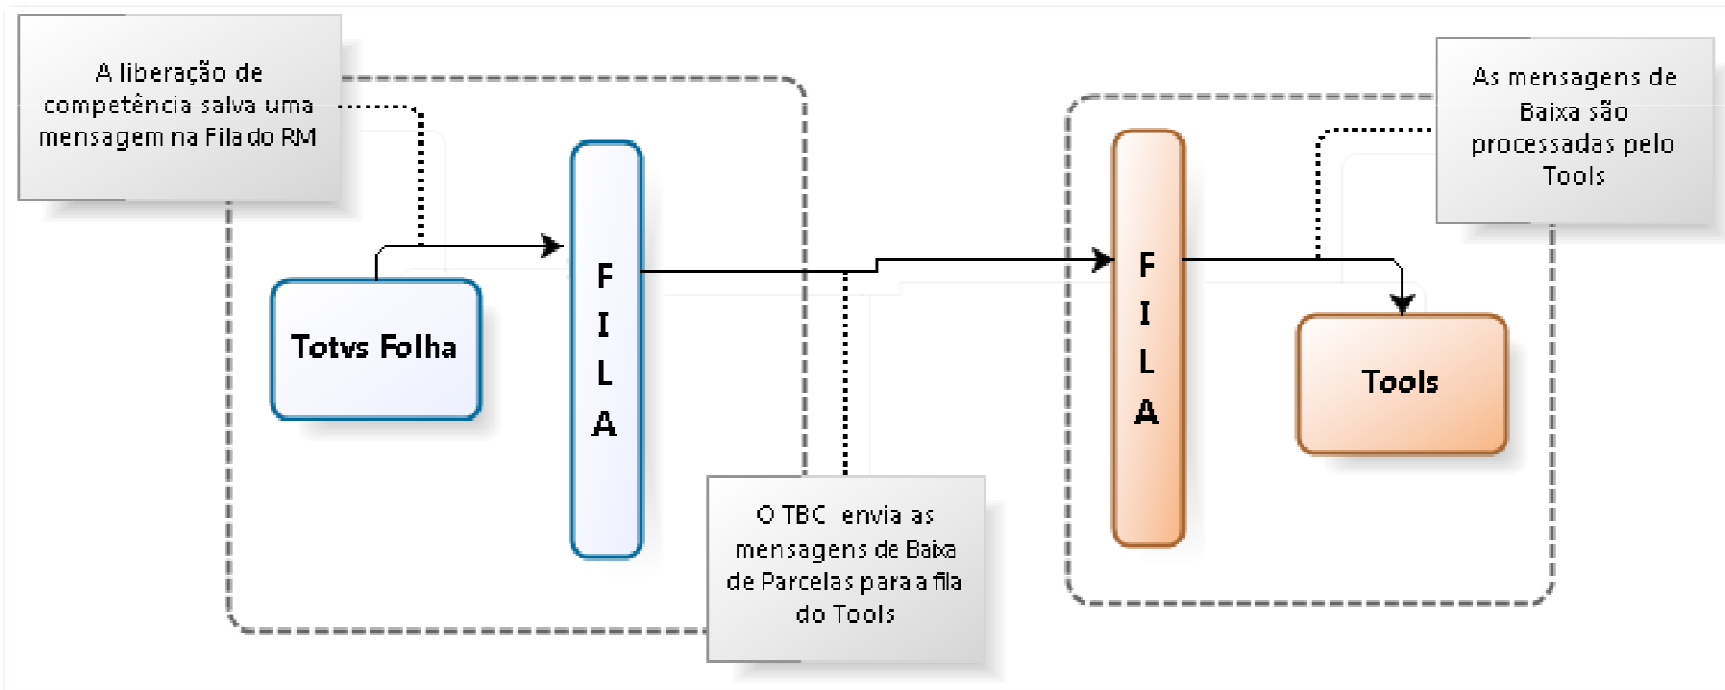 A liberação de
competência salva uma
mensagem na Fila do RM
Totvs Folha
F
I
L
A
O TBC envia as
mensagens de Baixa
de Parcelas para a fila
do Tools
F
I
L
A
As mensagens de
Baixa são
processadas pelo
Tools
Tools